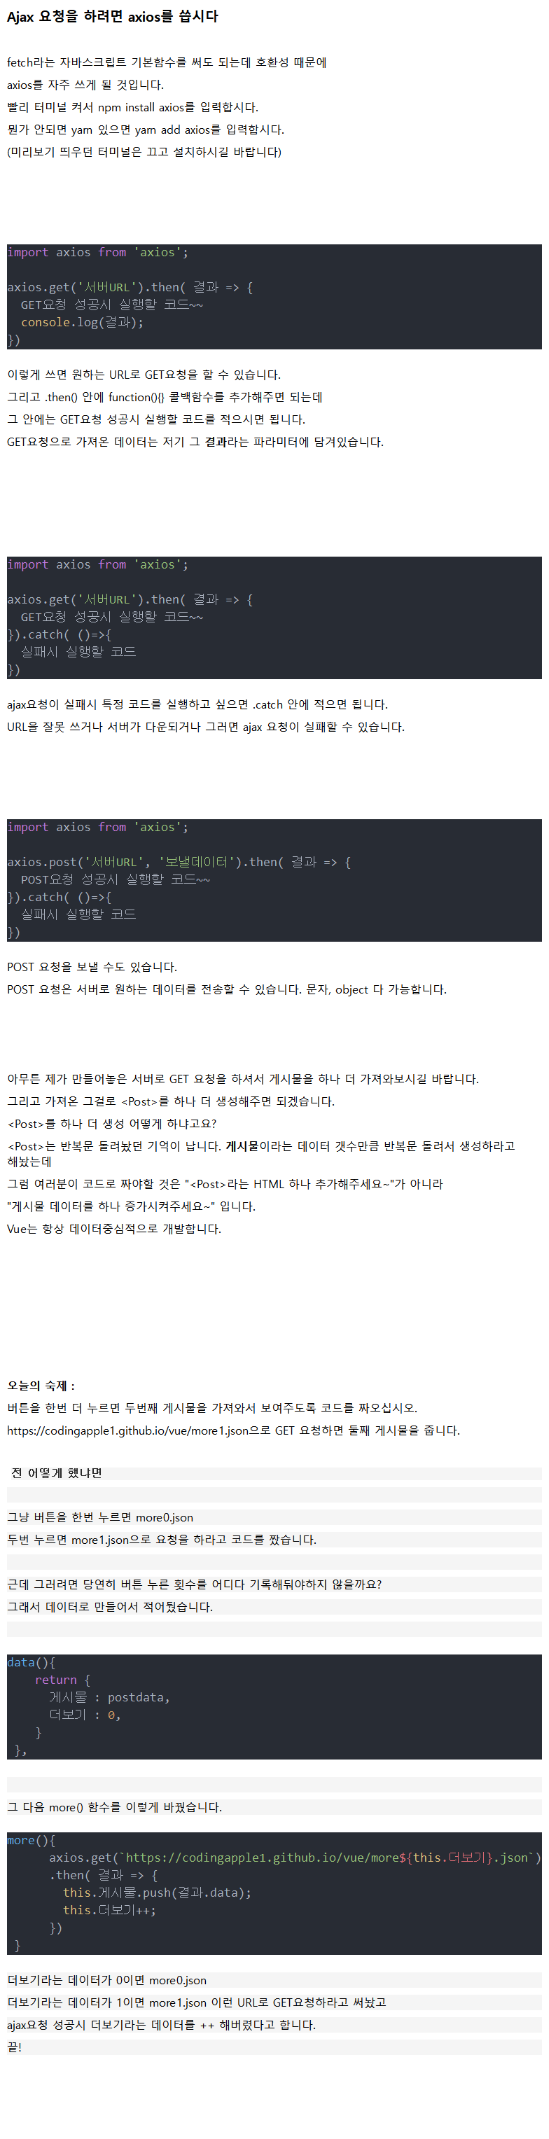 Ajax 요청을 하려면 axios를 씁시다
fetch라는 자바스크립트 기본함수를 써도 되는데 호환성 때문에
axios를 자주 쓰게 될 것입니다.
빨리 터미널 켜서 npm install axios를 입력합시다.
뭔가 안되면 yarn 있으면 yarn add axios를 입력합시다.
(미리보기 띄우던 터미널은 끄고 설치하시길 바랍니다)
import axios from 'axios';
axios.get('서버URL').then( 결과 => {
GET요청 성공시 실행할 코드~~
console.log(결과);
})
이렇게 쓰면 원하는 URL로 GET요청을 할 수 있습니다.
그리고 .then() 안에 function(){} 콜백함수를 추가해주면 되는데
그 안에는 GET요청 성공시 실행할 코드를 적으시면 됩니다.
GET요청으로 가져온 데이터는 저기 그 결과라는 파라미터에 담겨있습니다.
import axios from 'axios';
axios.get('서버URL').then( 결과 => {
GET요청 성공시 실행할 코드~~
}).catch( ()=>{
실패시 실행할 코드
})
ajax요청이 실패시 특정 코드를 실행하고 싶으면 .catch 안에 적으면 됩니다.
URL을 잘못 쓰거나 서버가 다운되거나 그러면 ajax 요청이 실패할 수 있습니다.
import axios from 'axios';
axios.post('서버URL', '보낼데이터').then( 결과 => {
POST요청 성공시 실행할 코드~~
}).catch( ()=>{
실패시 실행할 코드
})
POST 요청을 보낼 수도 있습니다.
POST 요청은 서버로 원하는 데이터를 전송할 수 있습니다. 문자, object 다 가능합니다.
아무튼 제가 만들어놓은 서버로 GET 요청을 하셔서 게시물을 하나 더 가져와보시길 바랍니다.
그리고 가져온 그걸로 <Post>를 하나 더 생성해주면 되겠습니다.
<Post>를 하나 더 생성 어떻게 하냐고요?
<Post>는 반복문 돌려놨던 기억이 납니다. 게시물이라는 데이터 갯수만큼 반복문 돌려서 생성하라고
해놨는데
그럼 여러분이 코드로 짜야할 것은 "<Post>라는 HTML 하나 추가해주세요~"가 아니라
"게시물 데이터를 하나 증가시켜주세요~" 입니다.
Vue는 항상 데이터중심적으로 개발합니다.
오늘의 숙제 :
버튼을 한번 더 누르면 두번째 게시물을 가져와서 보여주도록 코드를 짜오십시오.
https://codingapple1.github.io/vue/more1.json으로 GET 요청하면 둘째 게시물을 줍니다.
전 어떻게 했냐면
그냥 버튼을 한번 누르면 more0.json
두번 누르면 more1.json으로 요청을 하라고 코드를 짰습니다.
근데 그러려면 당연히 버튼 누른 횟수를 어디다 기록해둬야하지 않을까요?
그래서 데이터로 만들어서 적어뒀습니다.
data(){
return {
게시물 : postdata,
더보기 : 0,
}
},
그 다음 more() 함수를 이렇게 바꿨습니다.
more(){
axios.get(`https://codingapple1.github.io/vue/more${this.더보기}.json`)
.then( 결과 => {
this.게시물.push(결과.data);
this.더보기++;
})
}
더보기라는 데이터가 0이면 more0.json
더보기라는 데이터가 1이면 more1.json 이런 URL로 GET요청하라고 써놨고
ajax요청 성공시 더보기라는 데이터를 ++ 해버렸다고 합니다.
끝!